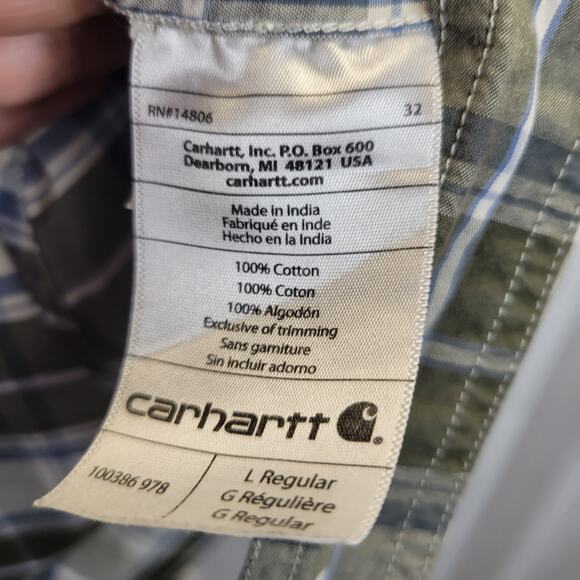 RN#14806 32
Carhartt, Inc. P.O. Box 600
Dearborn, MI 48121 USA
carhartt.com
Made in India
Fabriqué en Inde
Hecho en la India
100% Cotton
100% Coton
100% Algodón
Exclusive of trimming
Sans garniture
Sin incluir adorno
carhartt
100386 978
L Regular
G Régulière
G Regular